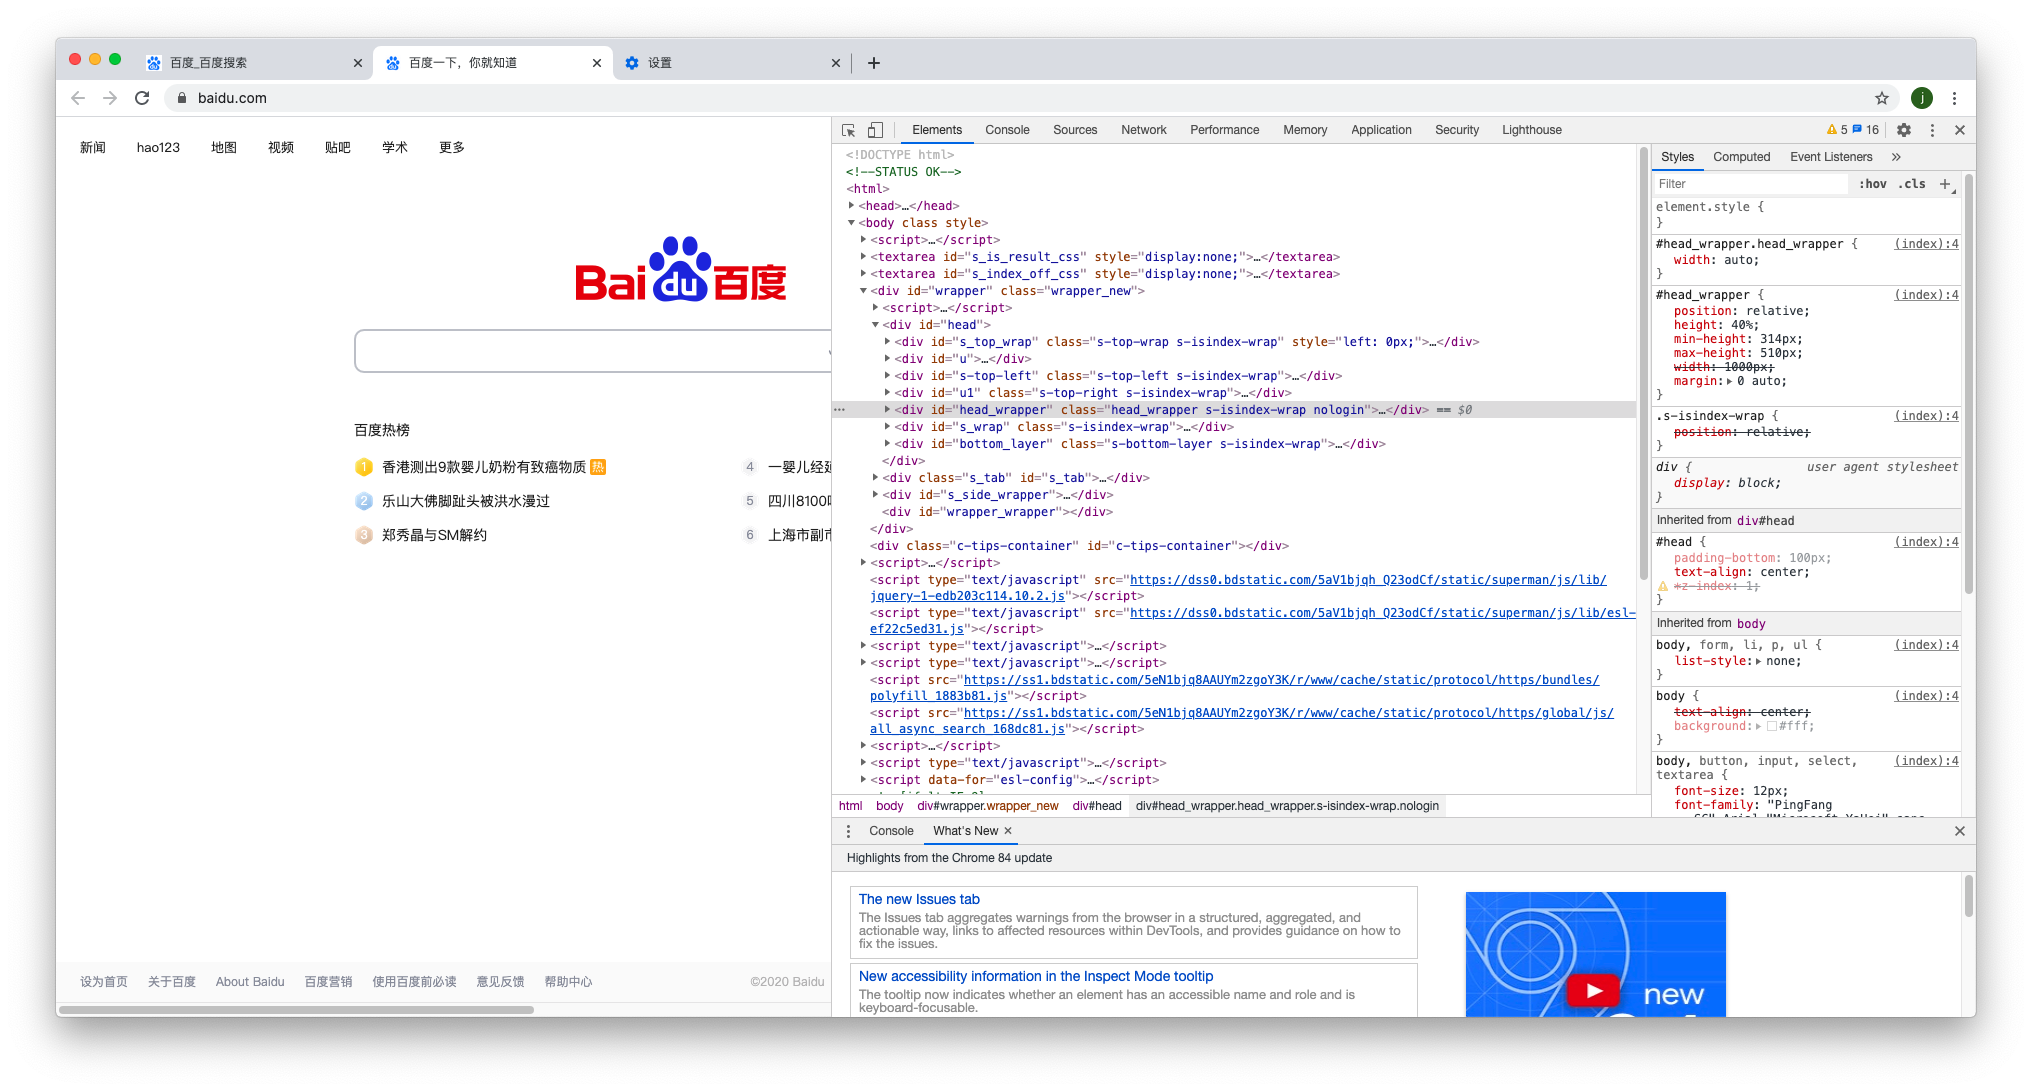 百度_百度搜索
百度一下，你就知道
设置
baidu.com
j
新闻 hao123 地图 视频 贴吧 学术 更多
Bai du 百度
百度热榜
1 香港测出9款婴儿奶粉有致癌物质 热
2 乐山大佛脚趾头被洪水漫过
3 郑秀晶与SM解约
4 一婴儿经
5 四川8100
6 上海市副
设为首页 关于百度 About Baidu 百度营销 使用百度前必读 意见反馈 帮助中心 ©2020 Baidu
Elements Console Sources Network Performance Memory Application Security Lighthouse 5 16
<!DOCTYPE html>
<!--STATUS OK-->
<html>
<head>…</head>
<body class style>
<script>…</script>
<textarea id="s_is_result_css" style="display:none;">…</textarea>
<textarea id="s_index_off_css" style="display:none;">…</textarea>
<div id="wrapper" class="wrapper_new">
<script>…</script>
<div id="head">
<div id="s_top_wrap" class="s-top-wrap s-isindex-wrap" style="left: 0px;">…</div>
<div id="u">…</div>
<div id="s-top-left" class="s-top-left s-isindex-wrap">…</div>
<div id="u1" class="s-top-right s-isindex-wrap">…</div>
<div id="head_wrapper" class="head_wrapper s-isindex-wrap nologin">…</div> == $0
<div id="s_wrap" class="s-isindex-wrap">…</div>
<div id="bottom_layer" class="s-bottom-layer s-isindex-wrap">…</div>
</div>
<div class="s_tab" id="s_tab">…</div>
<div id="s_side_wrapper">…</div>
<div id="wrapper_wrapper"></div>
</div>
<div class="c-tips-container" id="c-tips-container"></div>
<script>…</script>
<script type="text/javascript" src="https://dss0.bdstatic.com/5aV1bjqh_Q23odCf/static/superman/js/lib/
jquery-1-edb203c114.10.2.js"></script>
<script type="text/javascript" src="https://dss0.bdstatic.com/5aV1bjqh_Q23odCf/static/superman/js/lib/esl-
ef22c5ed31.js"></script>
<script type="text/javascript">…</script>
<script type="text/javascript">…</script>
<script src="https://ss1.bdstatic.com/5eN1bjq8AAUYm2zgoY3K/r/www/cache/static/protocol/https/bundles/
polyfill_1883b81.js"></script>
<script src="https://ss1.bdstatic.com/5eN1bjq8AAUYm2zgoY3K/r/www/cache/static/protocol/https/global/js/
all_async_search_168dc81.js"></script>
<script>…</script>
<script type="text/javascript">…</script>
<script data-for="esl-config">…</script>
html body div#wrapper.wrapper_new div#head div#head_wrapper.head_wrapper.s-isindex-wrap.nologin
Styles Computed Event Listeners »
Filter :hov .cls +
element.style {
}
#head_wrapper.head_wrapper { (index):4
width: auto;
}
#head_wrapper { (index):4
position: relative;
height: 40%;
min-height: 314px;
max-height: 510px;
width: 1000px;
margin: 0 auto;
}
.s-isindex-wrap { (index):4
position: relative;
}
div { user agent stylesheet
display: block;
}
Inherited from div#head
#head { (index):4
padding-bottom: 100px;
text-align: center;
*z-index: 1;
}
Inherited from body
body, form, li, p, ul { (index):4
list-style: none;
}
body { (index):4
text-align: center;
background: #fff;
}
body, button, input, select, (index):4
textarea {
font-size: 12px;
font-family: "PingFang
Console What's New
Highlights from the Chrome 84 update
The new Issues tab
The Issues tab aggregates warnings from the browser in a structured, aggregated, and
actionable way, links to affected resources within DevTools, and provides guidance on how to
fix the issues.
New accessibility information in the Inspect Mode tooltip
The tooltip now indicates whether an element has an accessible name and role and is
keyboard-focusable.
new